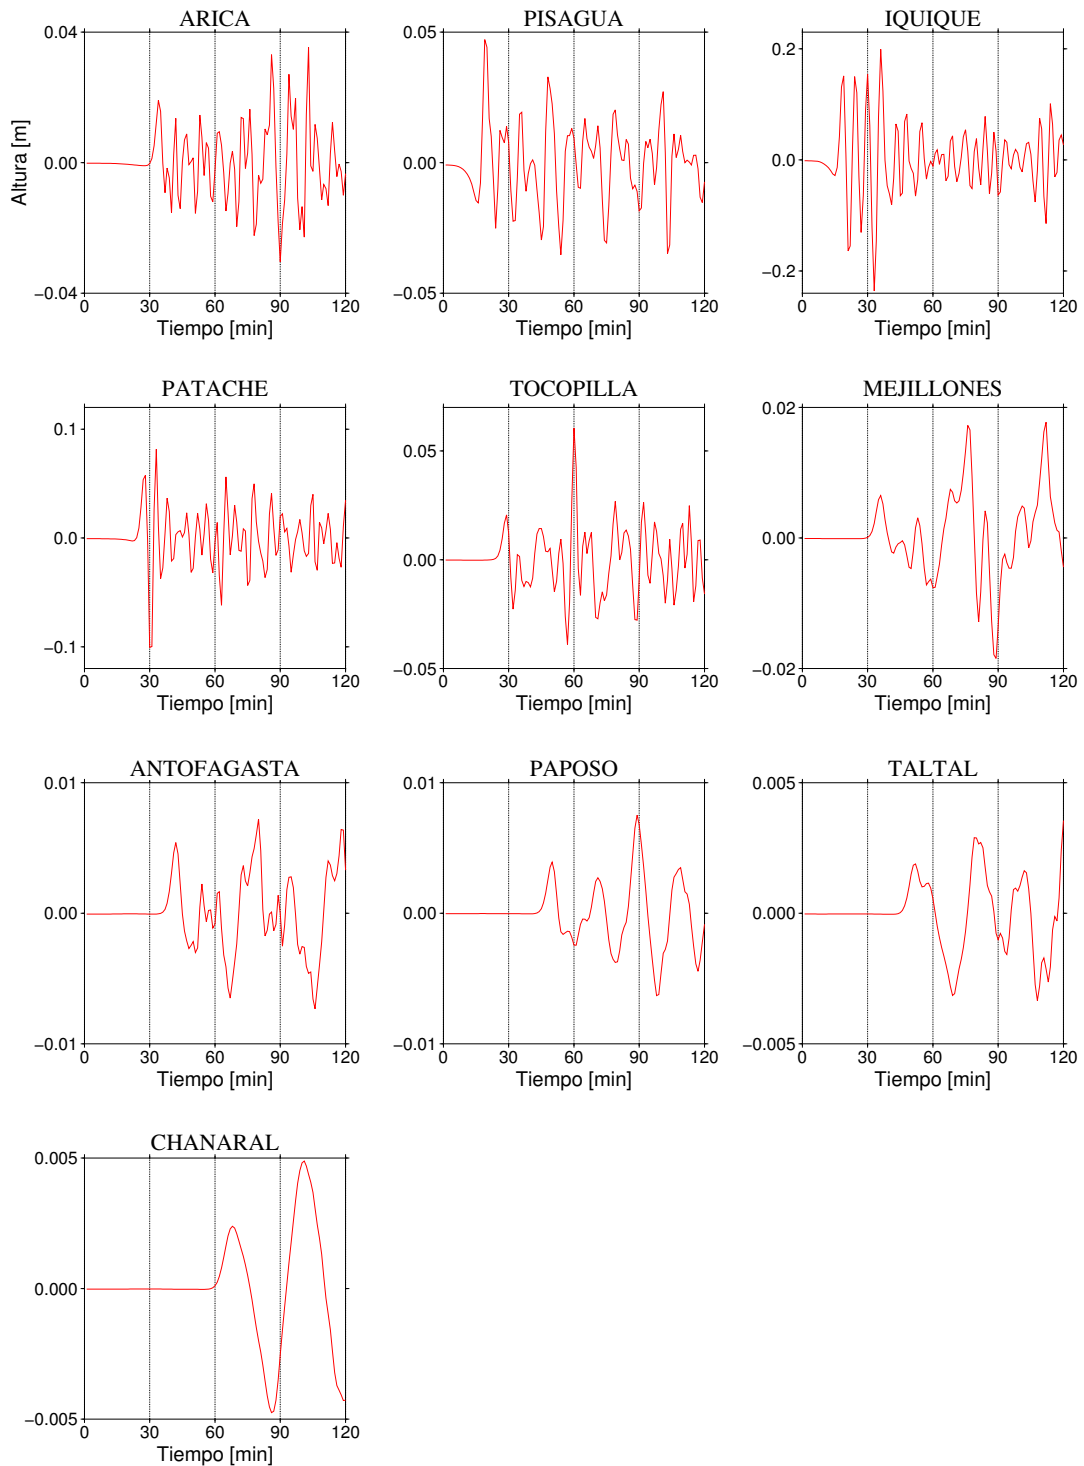 ARICA
0.04
0.00
−0.04
Altura [m]
0 30 60 90 120
Tiempo [min]
PISAGUA
0.05
0.00
−0.05
0 30 60 90 120
Tiempo [min]
IQUIQUE
0.2
0.0
−0.2
0 30 60 90 120
Tiempo [min]
PATACHE
0.1
0.0
−0.1
0 30 60 90 120
Tiempo [min]
TOCOPILLA
0.05
0.00
−0.05
0 30 60 90 120
Tiempo [min]
MEJILLONES
0.02
0.00
−0.02
0 30 60 90 120
Tiempo [min]
ANTOFAGASTA
0.01
0.00
−0.01
0 30 60 90 120
Tiempo [min]
PAPOSO
0.01
0.00
−0.01
0 30 60 90 120
Tiempo [min]
TALTAL
0.005
0.000
−0.005
0 30 60 90 120
Tiempo [min]
CHANARAL
0.005
0.000
−0.005
0 30 60 90 120
Tiempo [min]